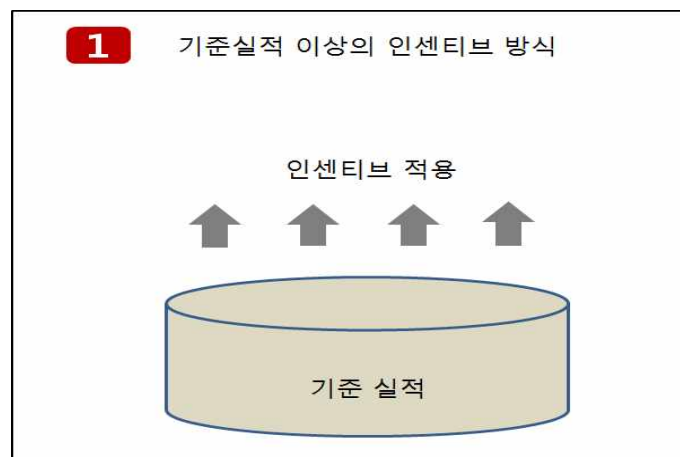 1 기준실적 이상의 인센티브 방식
인센티브 적용
기준 실적